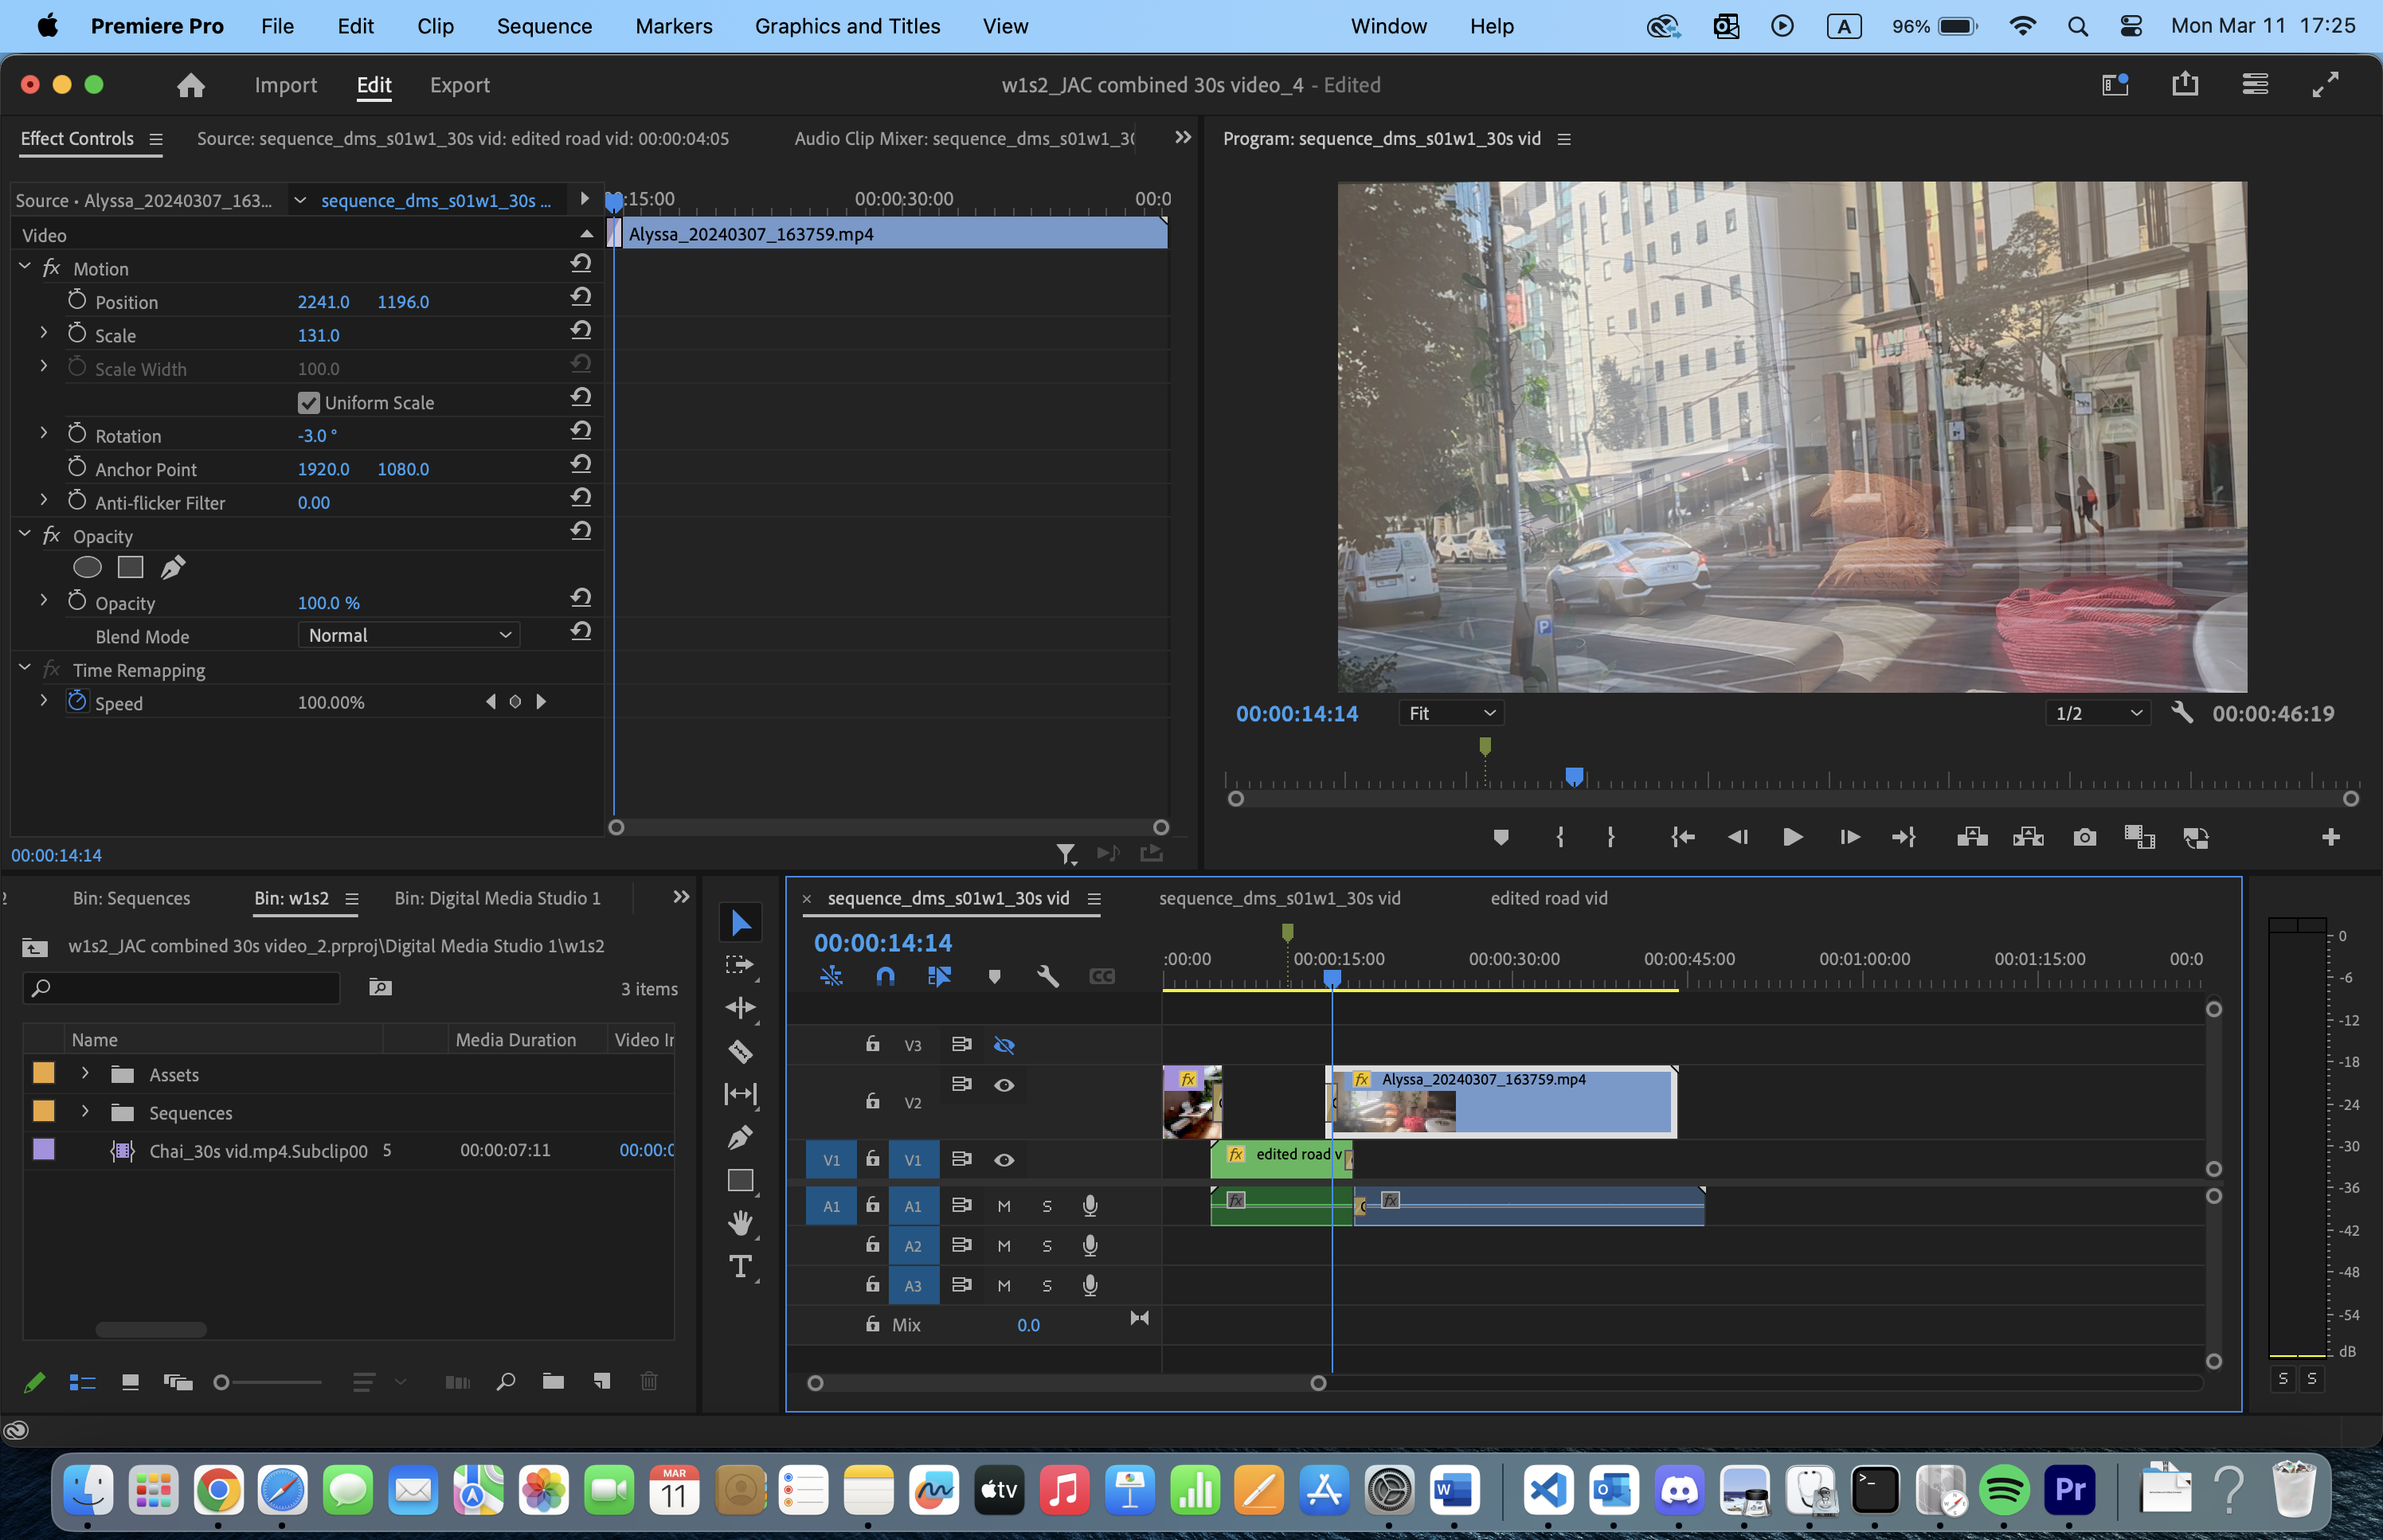 Premiere Pro File Edit Clip Sequence Markers Graphics and Titles View Window Help A 96% Mon Mar 11 17:25
Import Edit Export w1s2_JAC combined 30s video_4 - Edited
Effect Controls Source: sequence_dms_s01w1_30s vid: edited road vid: 00:00:04:05 Audio Clip Mixer: sequence_dms_s01w1_30
Program: sequence_dms_s01w1_30s vid
Source • Alyssa_20240307_163... sequence_dms_s01w1_30s ... :15:00 00:00:30:00 00:0
Video Alyssa_20240307_163759.mp4
fx Motion
Position 2241.0 1196.0
Scale 131.0
Scale Width 100.0
Uniform Scale
Rotation -3.0 °
Anchor Point 1920.0 1080.0
Anti-flicker Filter 0.00
fx Opacity
Opacity 100.0 %
Blend Mode Normal
fx Time Remapping
Speed 100.00%
00:00:14:14
P
00:00:14:14 Fit 1/2 00:00:46:19
Bin: Sequences Bin: w1s2 Bin: Digital Media Studio 1
w1s2_JAC combined 30s video_2.prproj\Digital Media Studio 1\w1s2
3 items
Name Media Duration Video In
Assets
Sequences
Chai_30s vid.mp4.Subclip00 5 00:00:07:11 00:00:0
T
× sequence_dms_s01w1_30s vid sequence_dms_s01w1_30s vid edited road vid
00:00:14:14
:00:00 00:00:15:00 00:00:30:00 00:00:45:00 00:01:00:00 00:01:15:00 00:0
CC
V3
V2 fx fx Alyssa_20240307_163759.mp4
V1 V1 fx edited road v
A1 A1 M S fx fx
A2 M S
A3 M S
Mix 0.0
0
-6
-12
-18
-24
-30
-36
-42
-48
-54
dB
S S
MAR
11
tv
W
Pr